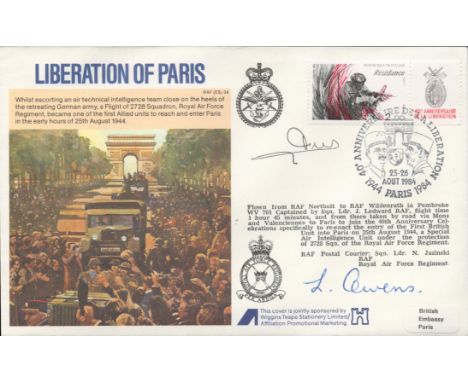 LIBERATION OF PARIS
RAF (ES) 24
Whilst escorting an air technical intelligence team close on the heels of
the retreating German army, a Flight of 2728 Squadron, Royal Air Force
Regiment, became one of the first Allied units to reach and enter Paris
in the early hours of 25th August 1944.
RÉPUBLIQUE FRANÇAISE
Résistance
40e ANNIVERSAIRE
LIBERATION
40e ANNIVERSAIRE DE LA LIBERATION
25-26
AOUT 1984
1944 PARIS 1984
Flown from RAF Northolt to RAF Wildenrath in Pembroke
WV 701 Captained by Sqn. Ldr. J. Ledward RAF, flight time
1 hour 45 minutes, and from there taken by road via Mons
and Valenciennes to Paris to join the 40th Anniversary Cel-
ebrations specifically to re-enact the entry of the First British
Unit into Paris on 25th August 1944, a Special
Air Intelligence Unit under the protection
of 2728 Sqn. of the Royal Air Force Regiment.
RAF Postal Courier: Sqn. Ldr. N. Jazinski
RAF
Royal Air Force Regiment.
L. Owens.
This cover is jointly sponsored by
Wiggins Teape Stationery Limited/
Affiliation Promotional Marketing.
British
Embassy
Paris